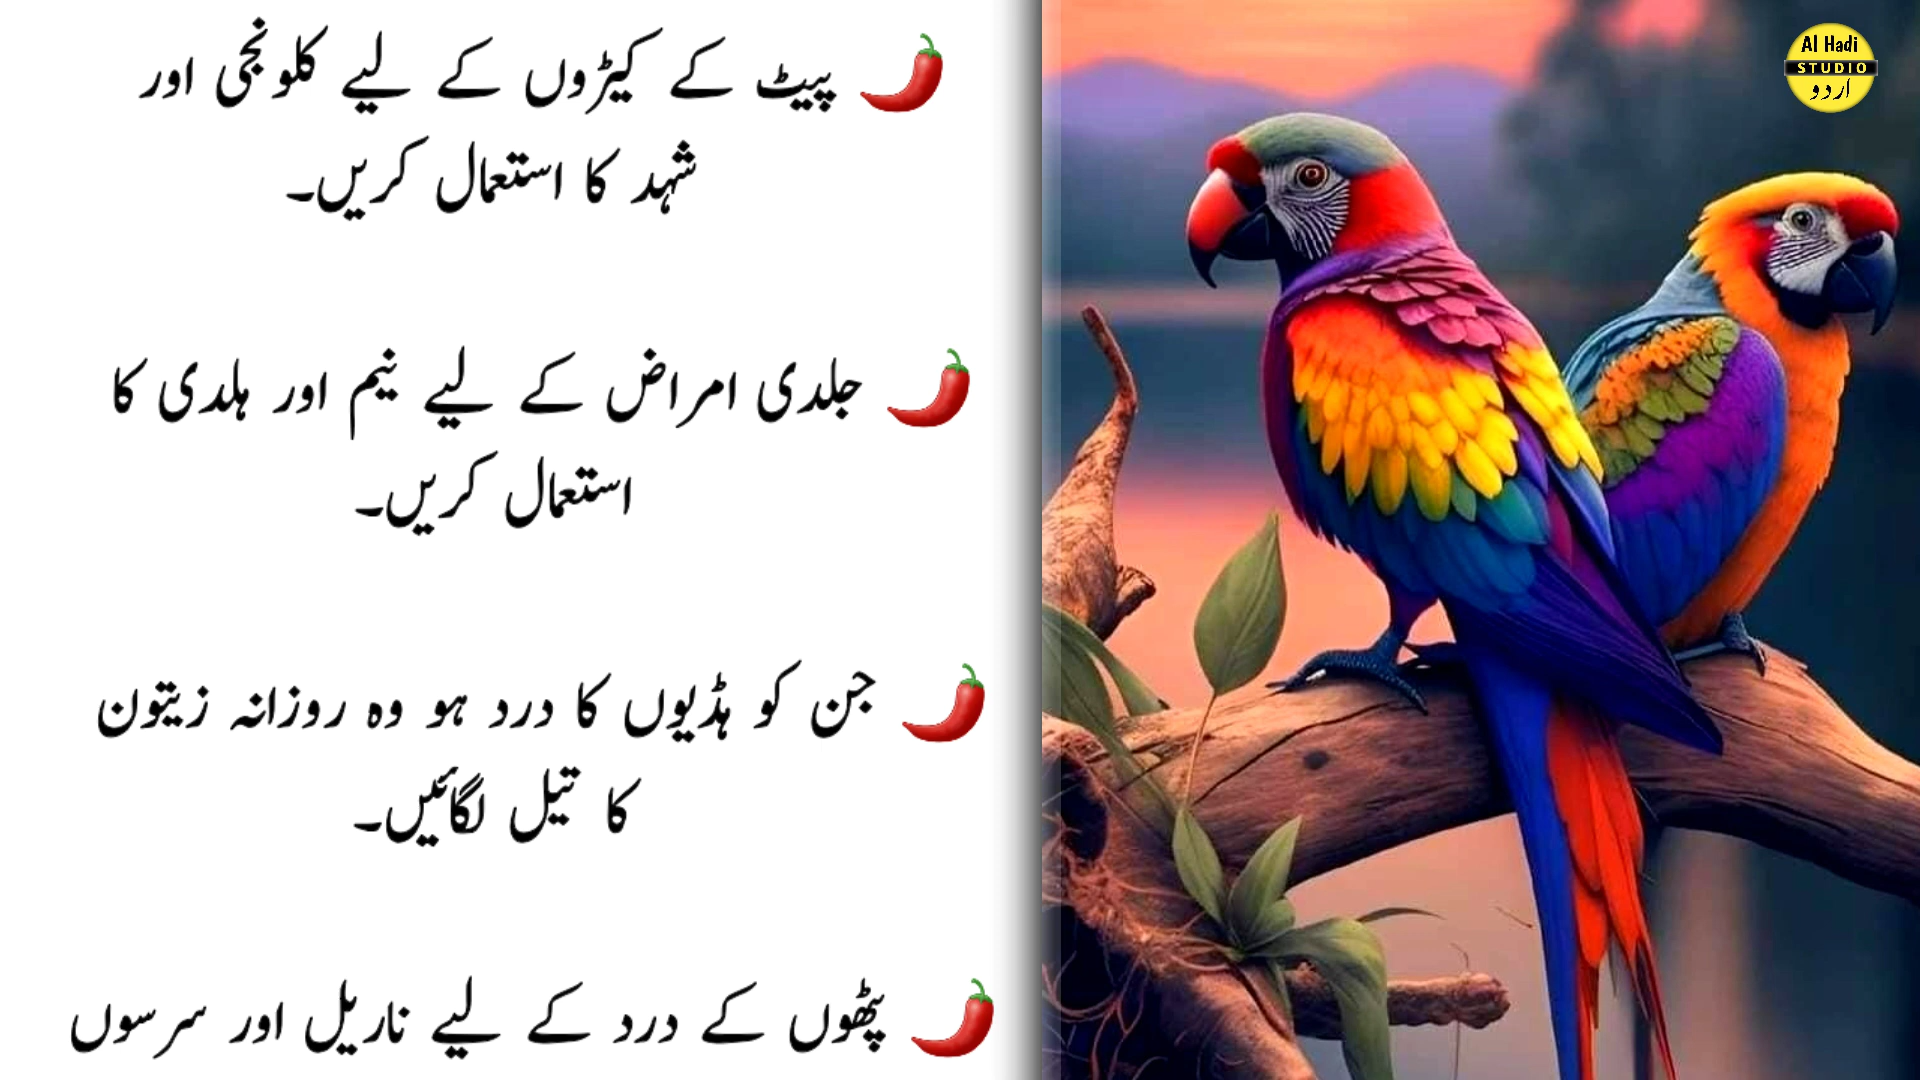 🌶️ پیٹ کے کیڑوں کے لیے کلونجی اور
شہد کا استعمال کریں۔
🌶️ جلدی امراض کے لیے نیم اور ہلدی کا
استعمال کریں۔
🌶️ جن کو ہڈیوں کا درد ہو وہ روزانہ زیتون
کا تیل لگائیں۔
🌶️ پٹھوں کے درد کے لیے ناریل اور سرسوں
Al Hadi
STUDIO
اردو